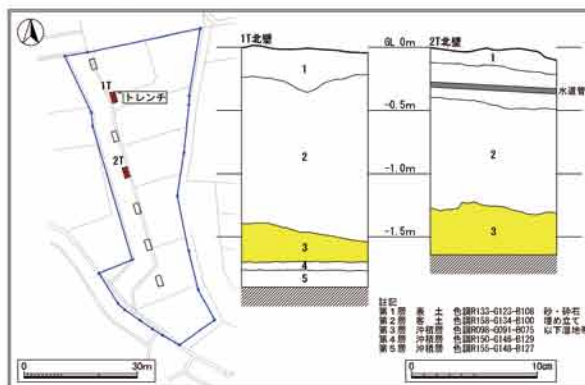 1T
トレンチ
2T
0
30m
1T北壁
1
2
3
4
5
GL 0m
-0.5m
-1.0m
-1.5m
2T北壁
1
水道管
2
3
註記
第1層 表土 色調R133-G123-B108 砂・砕石
第2層 客土 色調R158-G134-B100 埋め立て
第3層 沖積層 色調R098-G091-B075 以下湿地帯
第4層 沖積層 色調R150-G148-B129
第5層 沖積層 色調R155-G148-B127
0
10㎝